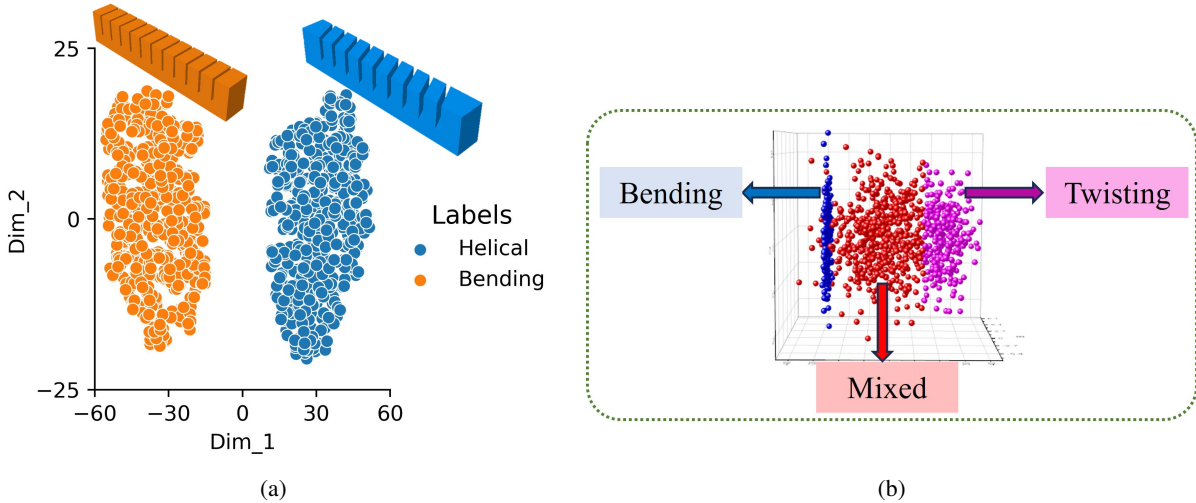 25
0
−25
Dim_2
−60
−30
0
30
60
Dim_1
Labels
Helical
Bending
(a)
Bending
Twisting
Mixed
(b)